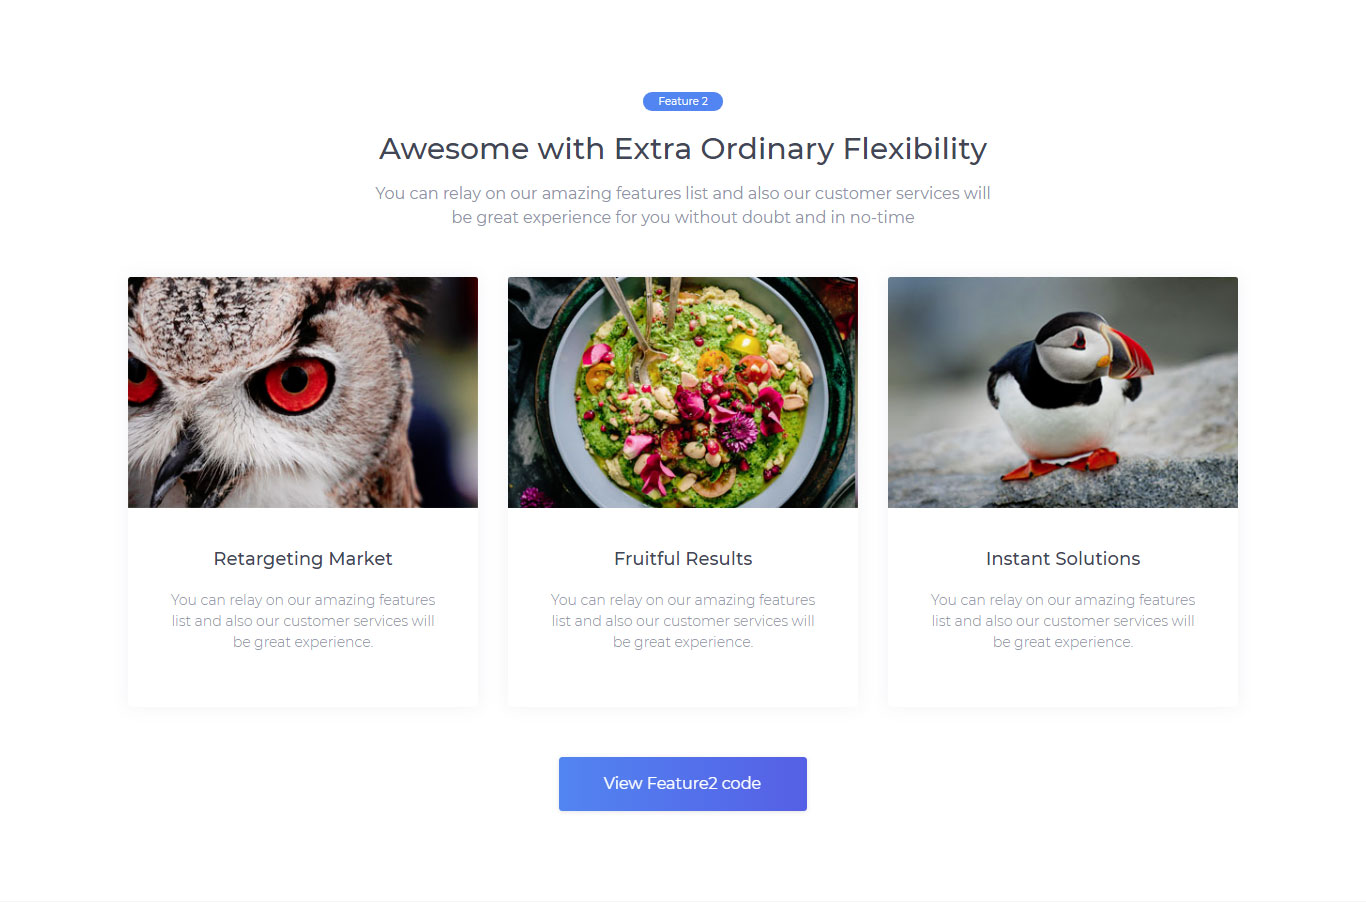 Feature 2
Awesome with Extra Ordinary Flexibility
You can relay on our amazing features list and also our customer services will
be great experience for you without doubt and in no-time
Retargeting Market
You can relay on our amazing features
list and also our customer services will
be great experience.
Fruitful Results
You can relay on our amazing features
list and also our customer services will
be great experience.
Instant Solutions
You can relay on our amazing features
list and also our customer services will
be great experience.
View Feature2 code